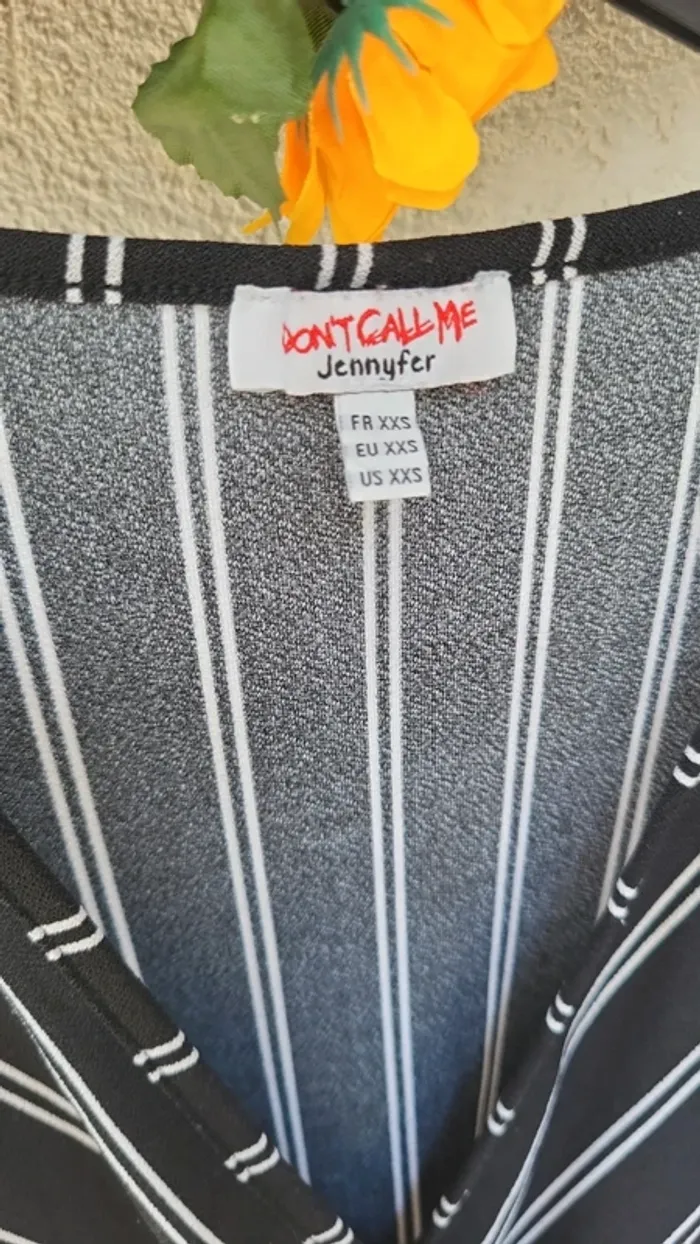 DON'T CALL ME
Jennyfer
FR XXS
EU XXS
US XXS